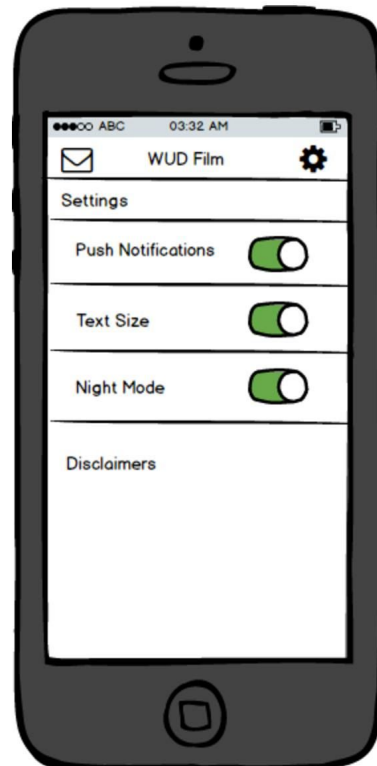 ABC 03:32 AM
WUD Film
Settings
Push Notifications
Text Size
Night Mode
Disclaimers